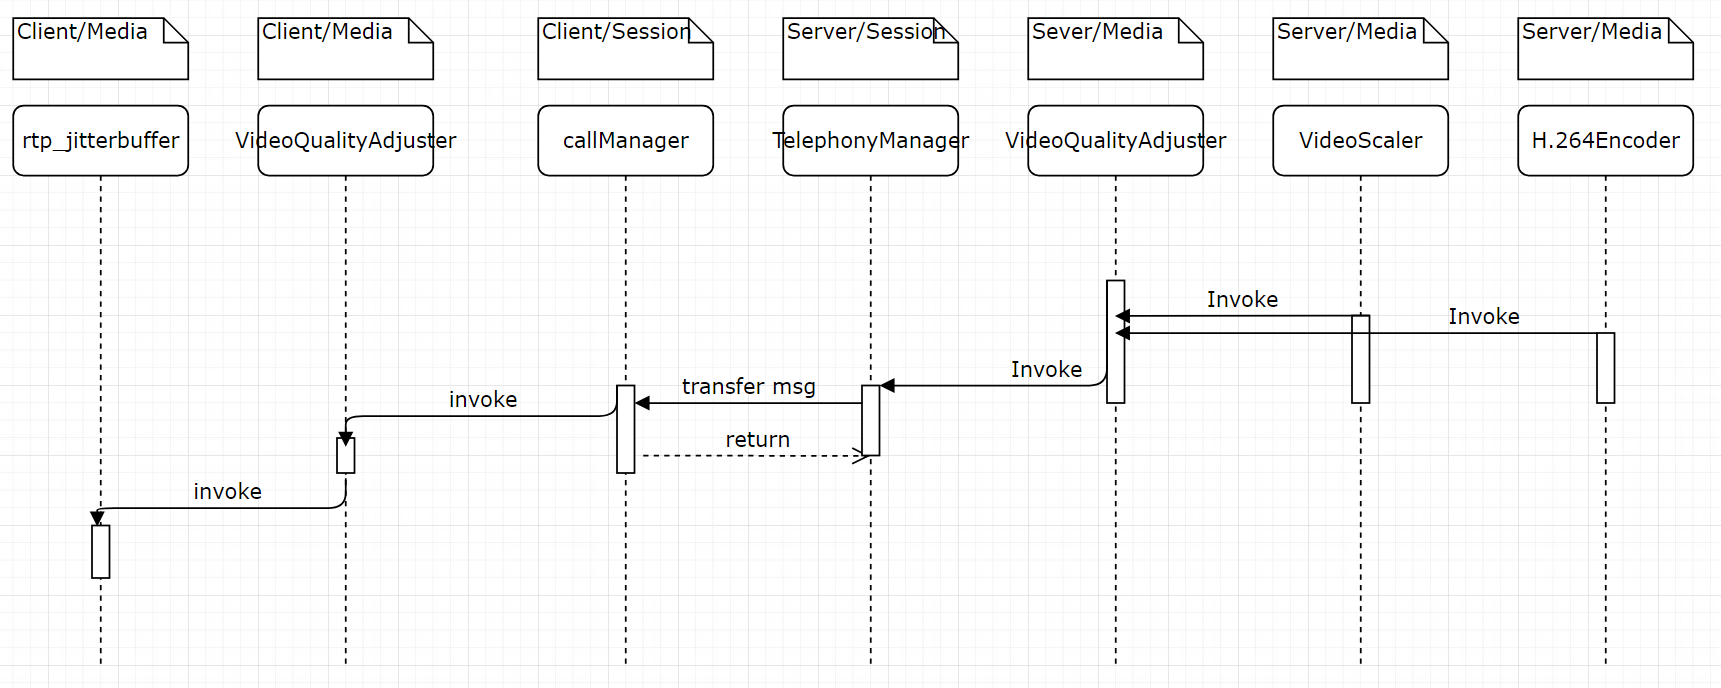 Client/Media
Client/Media
Client/Session
Server/Session
Sever/Media
Server/Media
Server/Media
rtp_jitterbuffer
VideoQualityAdjuster
callManager
TelephonyManager
VideoQualityAdjuster
VideoScaler
H.264Encoder
Invoke
Invoke
Invoke
transfer msg
invoke
return
invoke